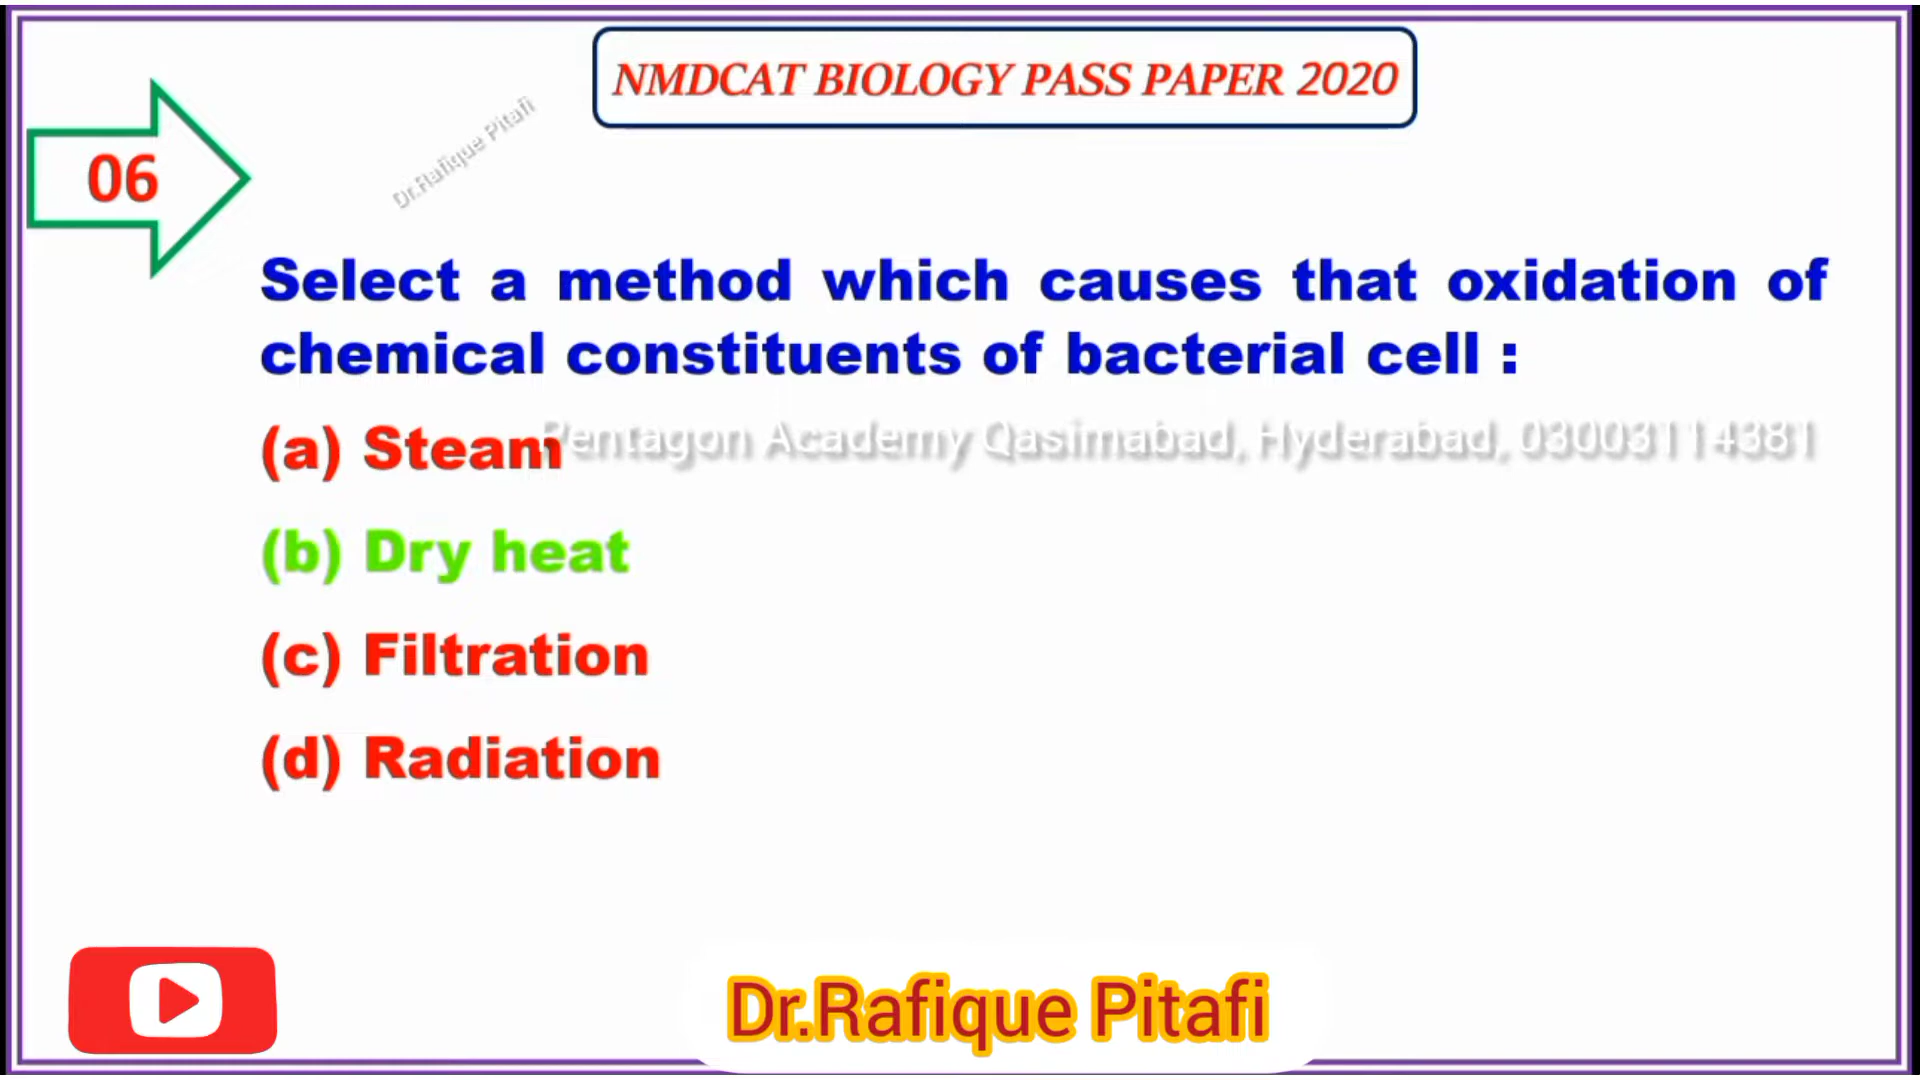 NMDCAT BIOLOGY PASS PAPER 2020
06
Dr.Rafique Pitafi
Select a method which causes that oxidation of
chemical constituents of bacterial cell :
(a) Steam
Pentagon Academy Qasimabad, Hyderabad, 03003114381
(b) Dry heat
(c) Filtration
(d) Radiation
Dr.Rafique Pitafi